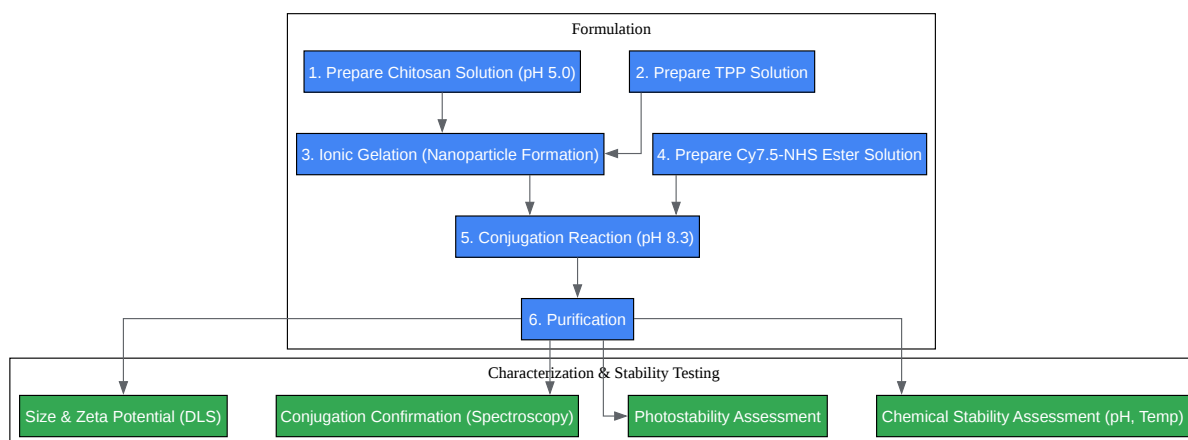 Formulation
1. Prepare Chitosan Solution (pH 5.0)
2. Prepare TPP Solution
3. Ionic Gelation (Nanoparticle Formation)
4. Prepare Cy7.5-NHS Ester Solution
5. Conjugation Reaction (pH 8.3)
6. Purification
Characterization & Stability Testing
Size & Zeta Potential (DLS)
Conjugation Confirmation (Spectroscopy)
Photostability Assessment
Chemical Stability Assessment (pH, Temp)